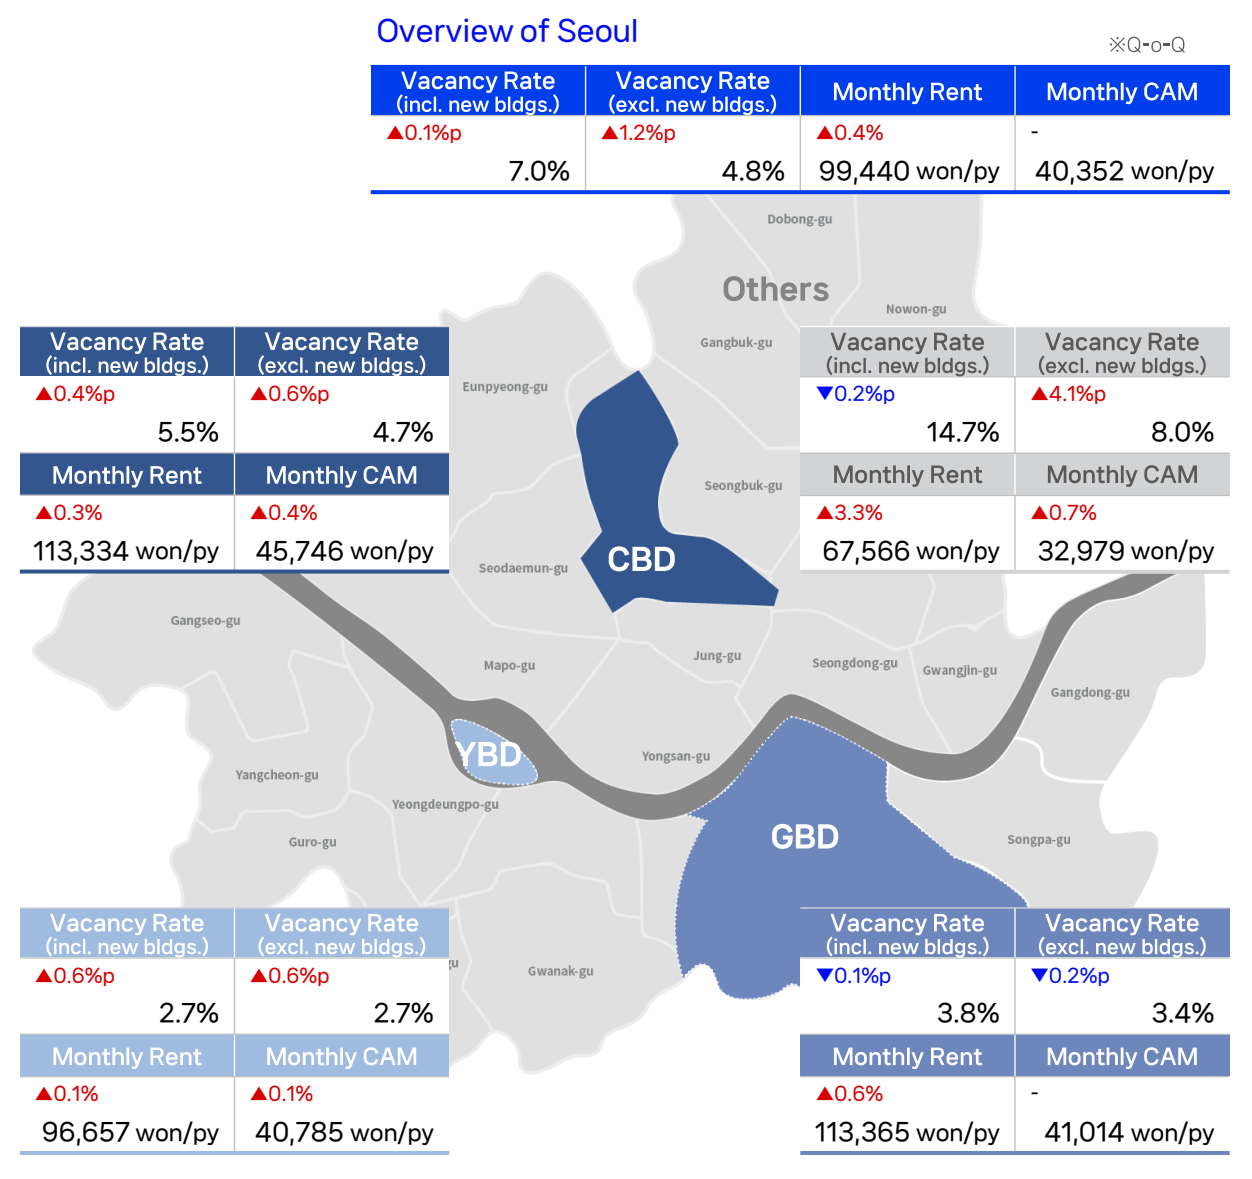 Overview of Seoul
※Q-o-Q
Vacancy Rate (incl. new bldgs.) Vacancy Rate (excl. new bldgs.) Monthly Rent Monthly CAM
▲0.1%p ▲1.2%p ▲0.4% -
7.0% 4.8% 99,440 won/py 40,352 won/py
Dobong-gu
Others
Nowon-gu
Gangbuk-gu
Eunpyeong-gu
Vacancy Rate (incl. new bldgs.) Vacancy Rate (excl. new bldgs.)
▲0.4%p ▲0.6%p
5.5% 4.7%
Monthly Rent Monthly CAM
▲0.3% ▲0.4%
113,334 won/py 45,746 won/py
Vacancy Rate (incl. new bldgs.) Vacancy Rate (excl. new bldgs.)
▼0.2%p ▲4.1%p
14.7% 8.0%
Monthly Rent Monthly CAM
▲3.3% ▲0.7%
67,566 won/py 32,979 won/py
Seongbuk-gu
CBD
Seodaemun-gu
Gangseo-gu
Mapo-gu
Jung-gu
Seongdong-gu
Gwangjin-gu
Gangdong-gu
YBD
Yongsan-gu
Yangcheon-gu
Yeongdeungpo-gu
Guro-gu
GBD
Songpa-gu
gu
Gwanak-gu
Vacancy Rate (incl. new bldgs.) Vacancy Rate (excl. new bldgs.)
▲0.6%p ▲0.6%p
2.7% 2.7%
Monthly Rent Monthly CAM
▲0.1% ▲0.1%
96,657 won/py 40,785 won/py
Vacancy Rate (incl. new bldgs.) Vacancy Rate (excl. new bldgs.)
▼0.1%p ▼0.2%p
3.8% 3.4%
Monthly Rent Monthly CAM
▲0.6% -
113,365 won/py 41,014 won/py